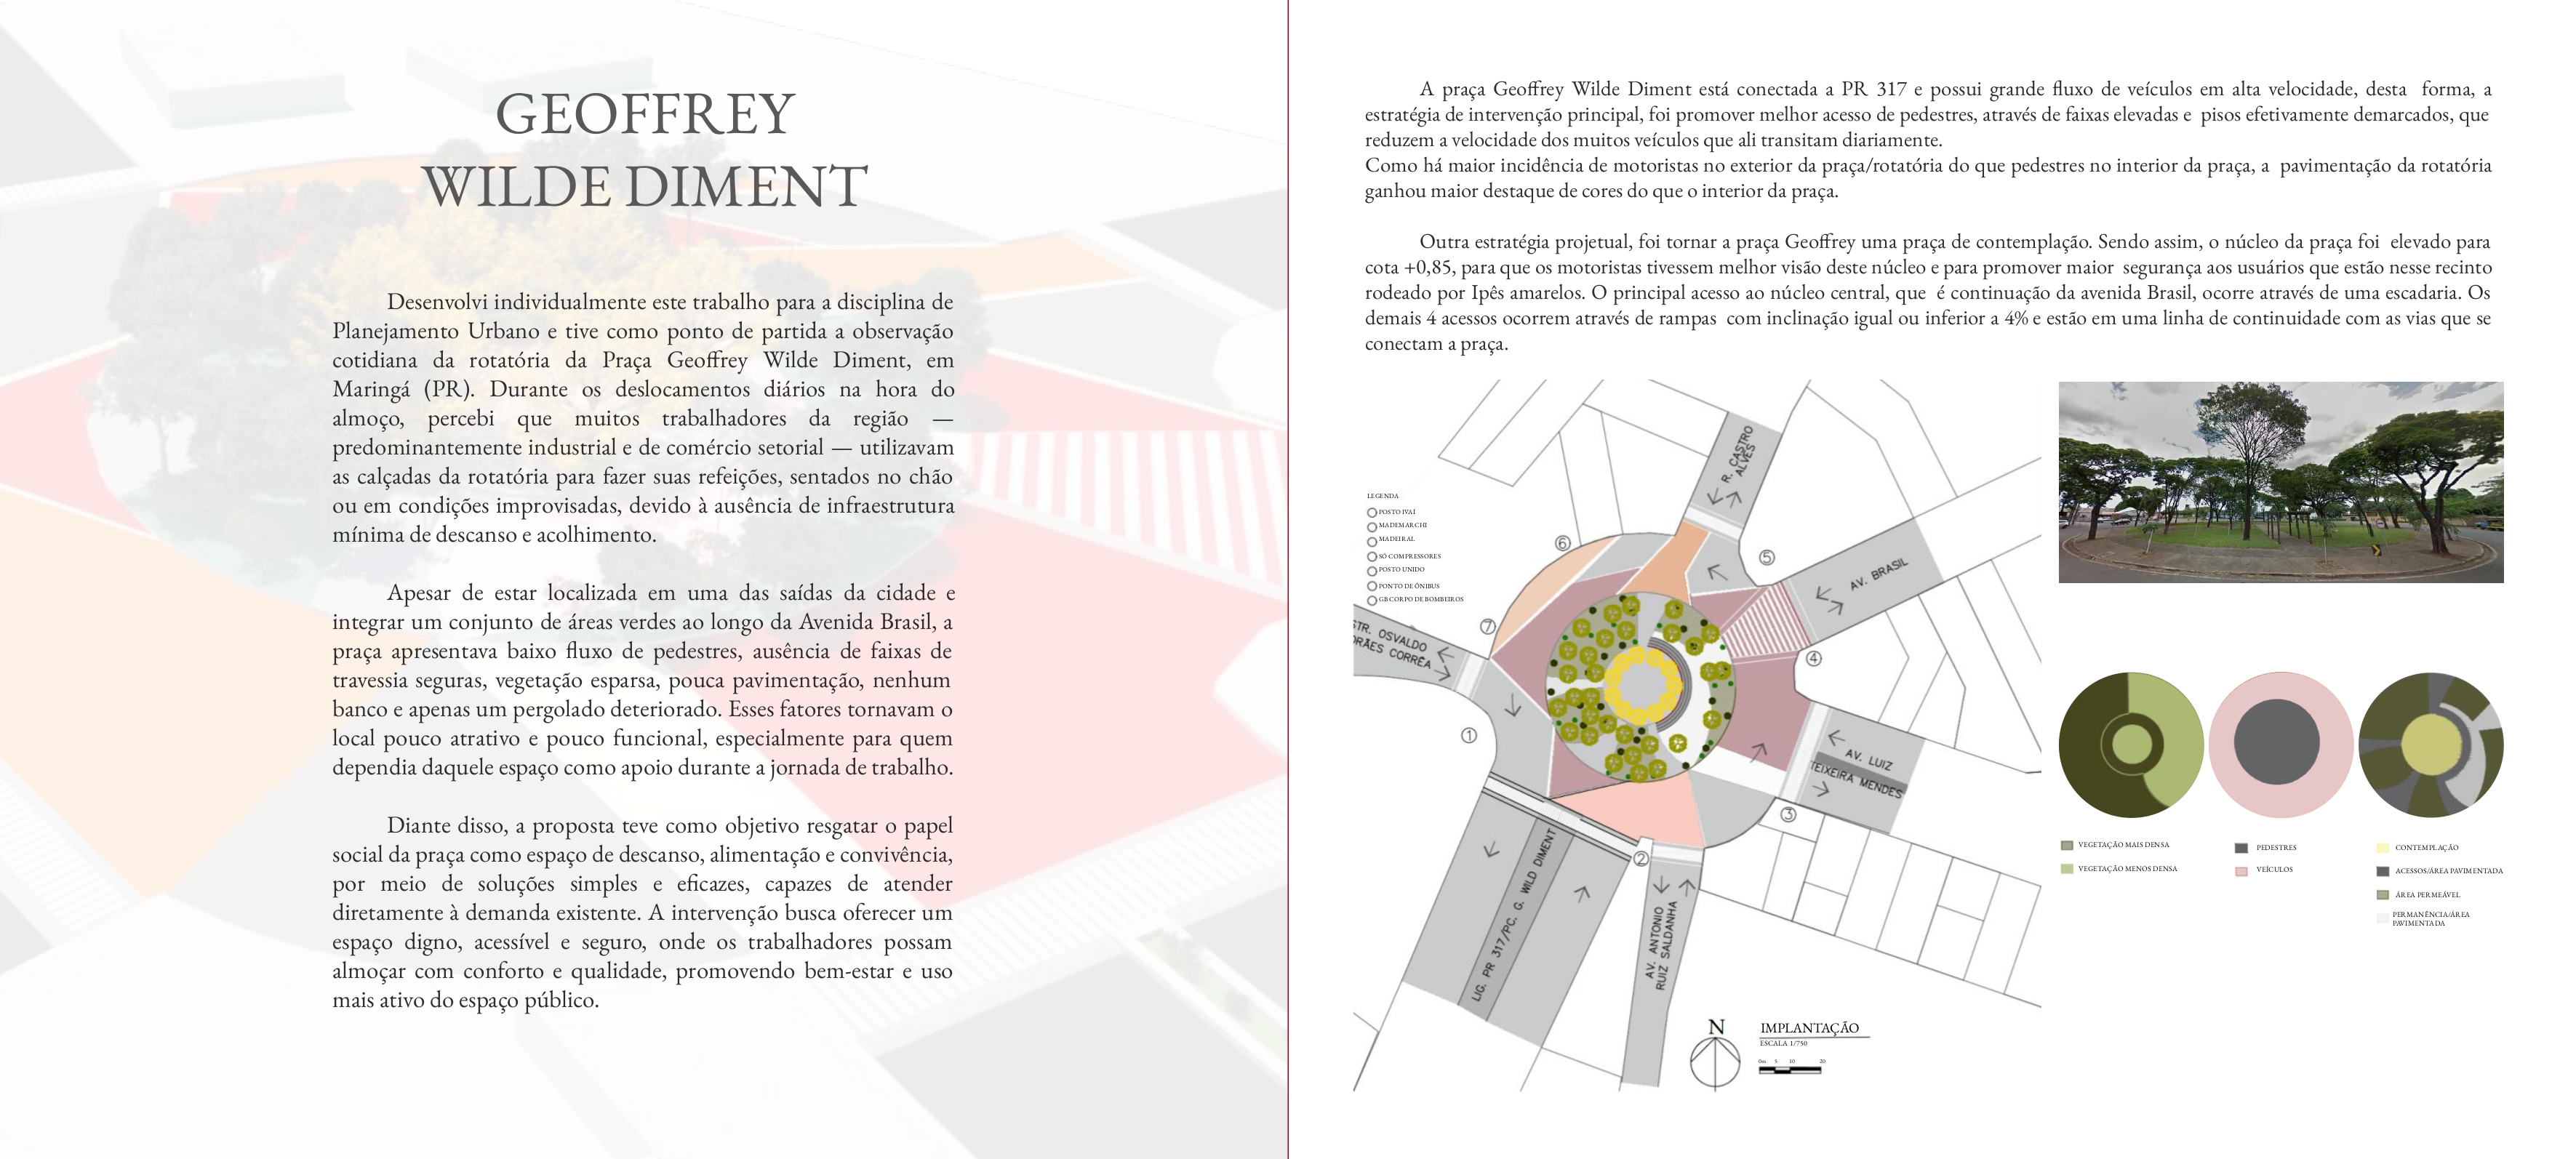 GEOFFREY
WILDE DIMENT
Desenvolvi individualmente este trabalho para a disciplina de
Planejamento Urbano e tive como ponto de partida a observação
cotidiana da rotatória da Praça Geoffrey Wilde Diment, em
Maringá (PR). Durante os deslocamentos diários na hora do
almoço, percebi que muitos trabalhadores da região —
predominantemente industrial e de comércio setorial — utilizavam
as calçadas da rotatória para fazer suas refeições, sentados no chão
ou em condições improvisadas, devido à ausência de infraestrutura
mínima de descanso e acolhimento.
Apesar de estar localizada em uma das saídas da cidade e
integrar um conjunto de áreas verdes ao longo da Avenida Brasil, a
praça apresentava baixo fluxo de pedestres, ausência de faixas de
travessia seguras, vegetação esparsa, pouca pavimentação, nenhum
banco e apenas um pergolado deteriorado. Esses fatores tornavam o
local pouco atrativo e pouco funcional, especialmente para quem
dependia daquele espaço como apoio durante a jornada de trabalho.
Diante disso, a proposta teve como objetivo resgatar o papel
social da praça como espaço de descanso, alimentação e convivência,
por meio de soluções simples e eficazes, capazes de atender
diretamente à demanda existente. A intervenção busca oferecer um
espaço digno, acessível e seguro, onde os trabalhadores possam
almoçar com conforto e qualidade, promovendo bem-estar e uso
mais ativo do espaço público.
A praça Geoffrey Wilde Diment está conectada a PR 317 e possui grande fluxo de veículos em alta velocidade, desta forma, a
estratégia de intervenção principal, foi promover melhor acesso de pedestres, através de faixas elevadas e pisos efetivamente demarcados, que
reduzem a velocidade dos muitos veículos que ali transitam diariamente.
Como há maior incidência de motoristas no exterior da praça/rotatória do que pedestres no interior da praça, a pavimentação da rotatória
ganhou maior destaque de cores do que o interior da praça.
Outra estratégia projetual, foi tornar a praça Geoffrey uma praça de contemplação. Sendo assim, o núcleo da praça foi elevado para
cota +0,85, para que os motoristas tivessem melhor visão deste núcleo e para promover maior segurança aos usuários que estão nesse recinto
rodeado por Ipês amarelos. O principal acesso ao núcleo central, que é continuação da avenida Brasil, ocorre através de uma escadaria. Os
demais 4 acessos ocorrem através de rampas com inclinação igual ou inferior a 4% e estão em uma linha de continuidade com as vias que se
conectam a praça.
LEGENDA
POSTO IVAÍ
MADEMARCHI
MADEIRAL
SÓ COMPRESSORES
POSTO UNIDO
PONTO DE ÔNIBUS
GB CORPO DE BOMBEIROS
R. CASTRO
ALVES
AV. BRASIL
6
5
7
4
STR. OSVALDO
ORÃES CORRÊA
1
AV. LUIZ
TEIXEIRA MENDES
3
2
LIG. PR 317/PC. G. WILD DIMENT
AV. ANTONIO
RUIZ SALDANHA
N
IMPLANTAÇÃO
ESCALA 1/750
0m 5 10 20
VEGETAÇÃO MAIS DENSA
VEGETAÇÃO MENOS DENSA
PEDESTRES
VEÍCULOS
CONTEMPLAÇÃO
ACESSOS/ÁREA PAVIMENTADA
ÁREA PERMEÁVEL
PERMANÊNCIA/ÁREA
PAVIMENTADA